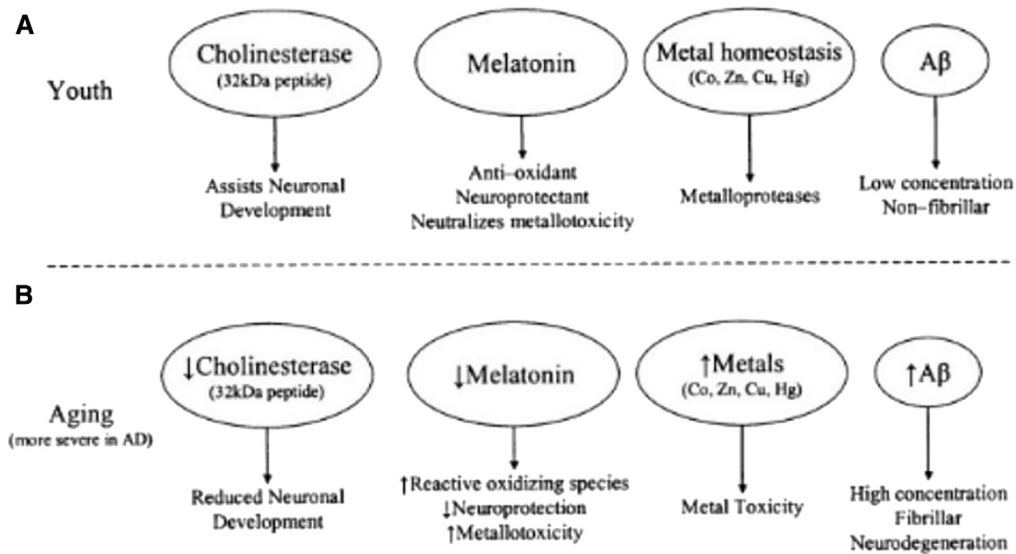 A
Youth
Cholinesterase
(32kDa peptide)
Assists Neuronal
Development
Melatonin
Anti-oxidant
Neuroprotectant
Neutralizes metallotoxicity
Metal homeostasis
(Co, Zn, Cu, Hg)
Metalloproteases
Aβ
Low concentration
Non-fibrillar
B
Aging
(more severe in AD)
↓Cholinesterase
(32kDa peptide)
Reduced Neuronal
Development
↓Melatonin
↑Reactive oxidizing species
↓Neuroprotection
↑Metallotoxicity
↑Metals
(Co, Zn, Cu, Hg)
Metal Toxicity
↑Aβ
High concentration
Fibrillar
Neurodegeneration